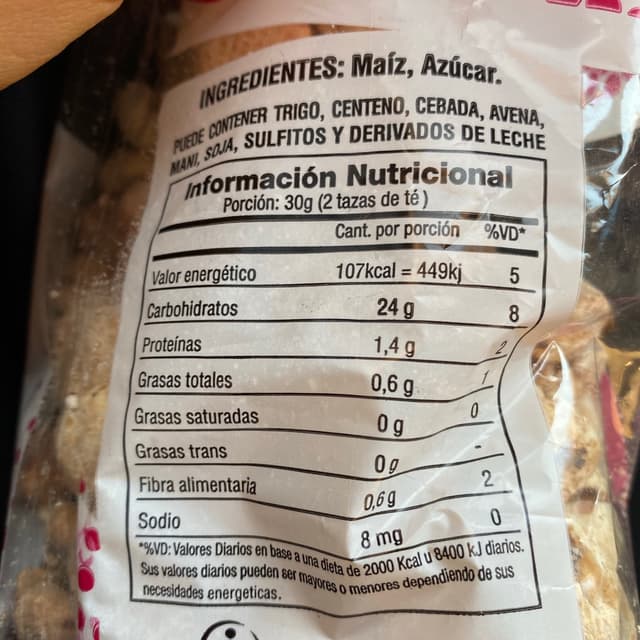 INGREDIENTES: Maíz, Azúcar.
PUEDE CONTENER TRIGO, CENTENO, CEBADA, AVENA,
MANI, SOJA, SULFITOS Y DERIVADOS DE LECHE
Información Nutricional
Porción: 30g (2 tazas de té)
Cant. por porción %VD*
Valor energético 107kcal = 449kj 5
Carbohidratos 24 g 8
Proteínas 1,4 g 2
Grasas totales 0,6 g 1
Grasas saturadas 0 g 0
Grasas trans 0 g -
Fibra alimentaria 0,6 g 2
Sodio 8 mg 0
*%VD: Valores Diarios en base a una dieta de 2000 Kcal u 8400 kJ diarios.
Sus valores diarios pueden ser mayores o menores dependiendo de sus
necesidades energeticas.